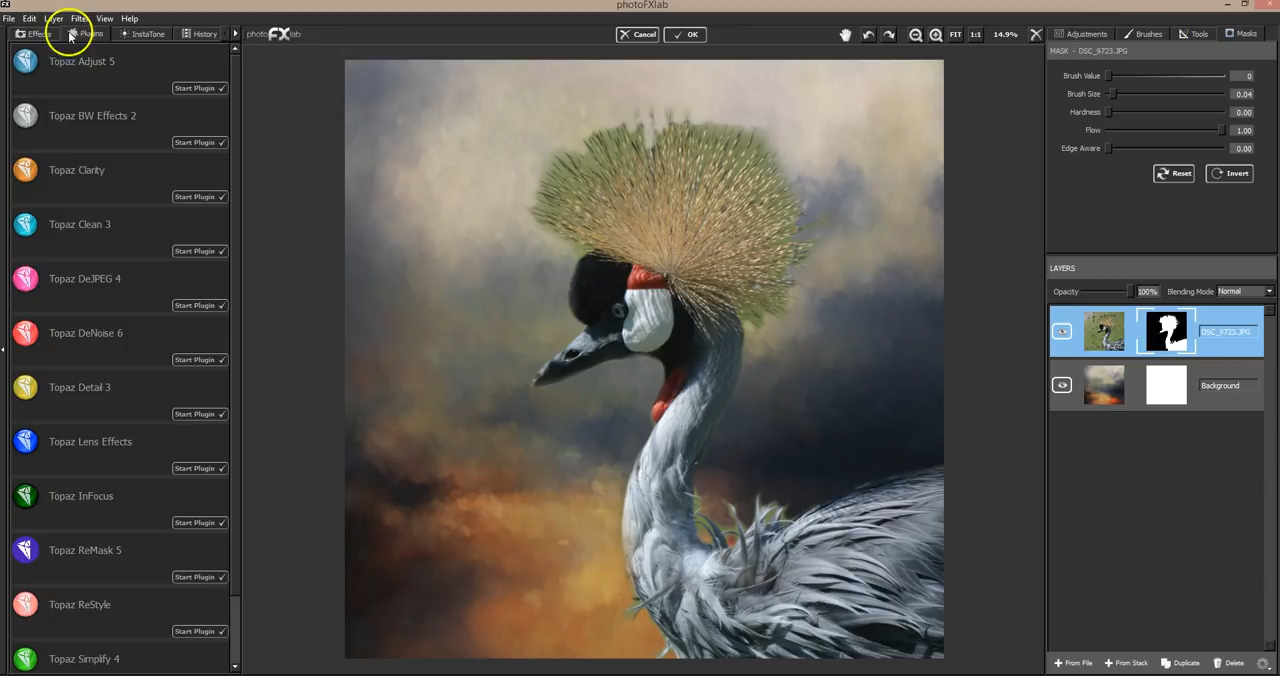 photoFXlab
File Edit Layer Filter View Help
Effects Plugins InstaTone History photo FX lab Cancel OK FIT 1:1 14.9% Adjustments Brushes Tools Masks
Topaz Adjust 5
Start Plugin
Topaz BW Effects 2
Start Plugin
Topaz Clarity
Start Plugin
Topaz Clean 3
Start Plugin
Topaz DeJPEG 4
Start Plugin
Topaz DeNoise 6
Start Plugin
Topaz Detail 3
Start Plugin
Topaz Lens Effects
Start Plugin
Topaz InFocus
Start Plugin
Topaz ReMask 5
Start Plugin
Topaz ReStyle
Start Plugin
Topaz Simplify 4
MASK - DSC_9723.JPG
Brush Value 0
Brush Size 0.04
Hardness 0.00
Flow 1.00
Edge Aware 0.00
Reset Invert
LAYERS
Opacity 100% Blending Mode Normal
DSC_9723.JPG
Background
From File From Stack Duplicate Delete